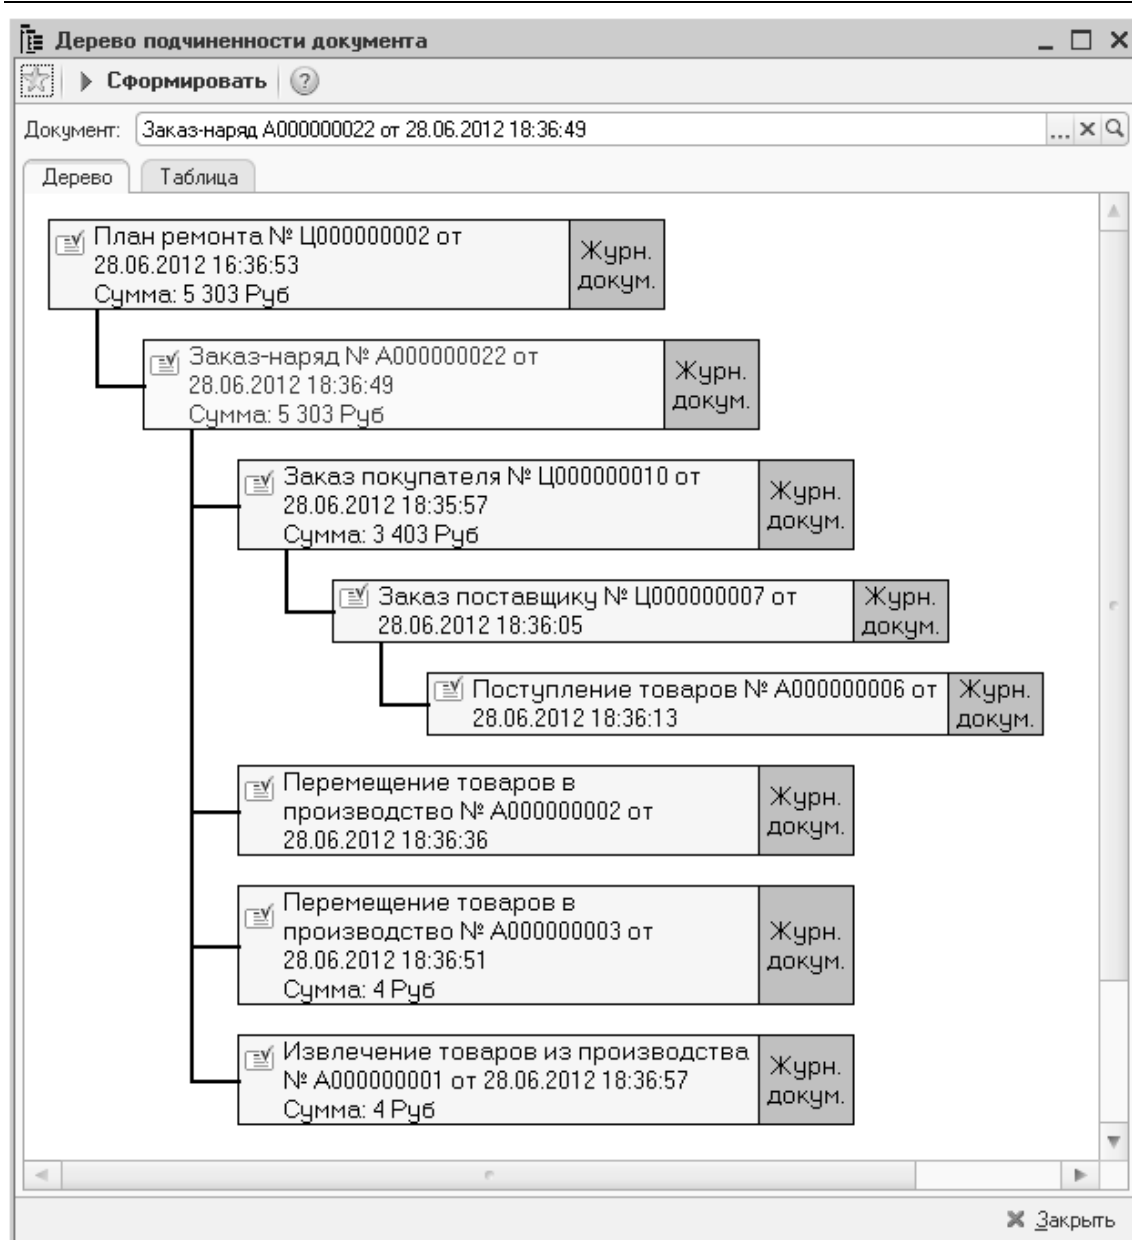 Дерево подчиненности документа
Сформировать
Документ: Заказ-наряд А000000022 от 28.06.2012 18:36:49
Дерево Таблица
План ремонта № Ц000000002 от
28.06.2012 16:36:53
Сумма: 5 303 Руб
Журн.
докум.
Заказ-наряд № А000000022 от
28.06.2012 18:36:49
Сумма: 5 303 Руб
Журн.
докум.
Заказ покупателя № Ц000000010 от
28.06.2012 18:35:57
Сумма: 3 403 Руб
Журн.
докум.
Заказ поставщику № Ц000000007 от
28.06.2012 18:36:05
Журн.
докум.
Поступление товаров № А000000006 от
28.06.2012 18:36:13
Журн.
докум.
Перемещение товаров в
производство № А000000002 от
28.06.2012 18:36:36
Журн.
докум.
Перемещение товаров в
производство № А000000003 от
28.06.2012 18:36:51
Сумма: 4 Руб
Журн.
докум.
Извлечение товаров из производства
№ А000000001 от 28.06.2012 18:36:57
Сумма: 4 Руб
Журн.
докум.
Закрыть